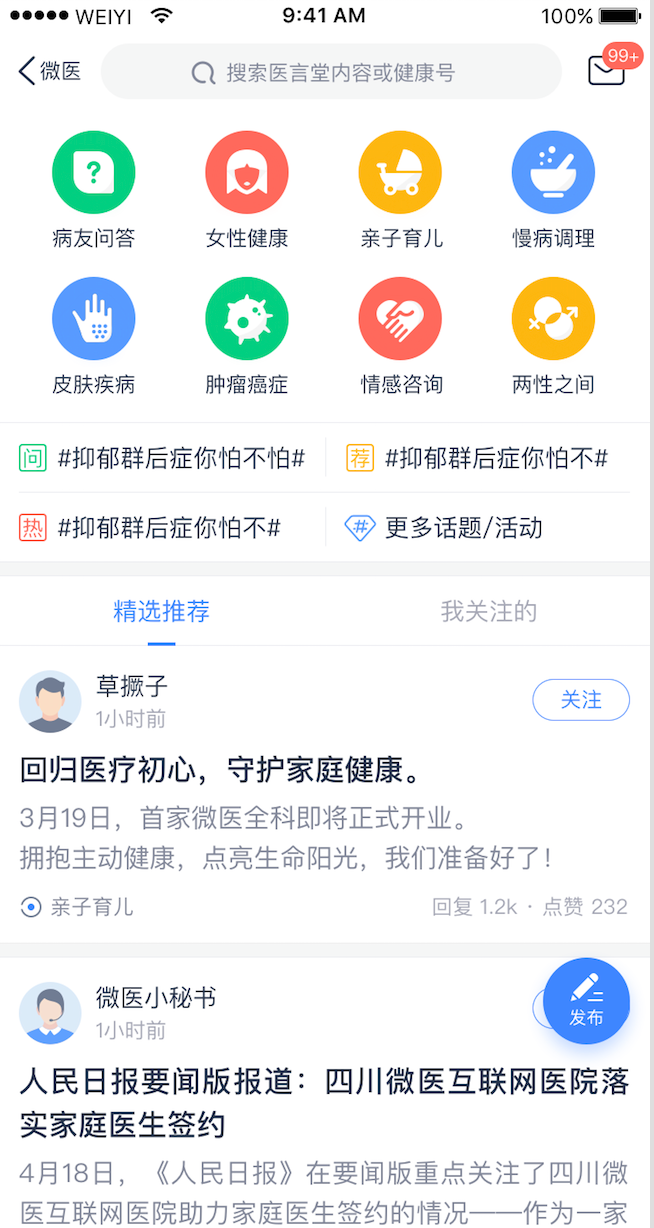 WEIYI 9:41 AM 100%
微医 搜索医言堂内容或健康号 99+
病友问答 女性健康 亲子育儿 慢病调理
皮肤疾病 肿瘤癌症 情感咨询 两性之间
问 #抑郁群后症你怕不怕# 荐 #抑郁群后症你怕不#
热 #抑郁群后症你怕不# # 更多话题/活动
精选推荐 我关注的
草撅子
1小时前
关注
回归医疗初心，守护家庭健康。
3月19日，首家微医全科即将正式开业。
拥抱主动健康，点亮生命阳光，我们准备好了！
亲子育儿 回复 1.2k · 点赞 232
微医小秘书
1小时前
发布
人民日报要闻版报道：四川微医互联网医院落
实家庭医生签约
4月18日，《人民日报》在要闻版重点关注了四川微
医互联网医院助力家庭医生签约的情况——作为一家